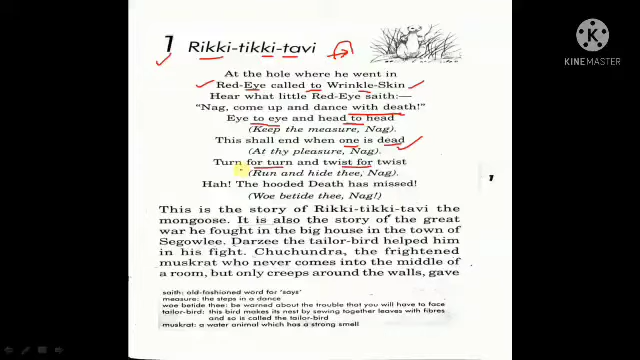 1 Rikki-tikki-tavi
At the hole where he went in
Red-Eye called to Wrinkle-Skin
Hear what little Red-Eye saith:—
“Nag, come up and dance with death!”
Eye to eye and head to head
(Keep the measure, Nag).
This shall end when one is dead
(At thy pleasure, Nag).
Turn for turn and twist for twist
(Run and hide thee, Nag).
Hah! The hooded Death has missed!
(Woe betide thee, Nag!)
This is the story of Rikki-tikki-tavi the
mongoose. It is also the story of the great
war he fought in the big house in the town of
Segowlee. Darzee the tailor-bird helped him in
his fight. Chuchundra, the frightened
muskrat who never comes into the middle of
a room, but only creeps around the walls, gave
saith: old-fashioned word for ‘says’
measure: the steps in a dance
woe betide thee: be warned about the trouble that you will have to face
tailor-bird: this bird makes its nest by sewing together leaves with fibres
and so is called the tailor-bird
muskrat: a water animal which has a strong smell
1
KINEMASTER